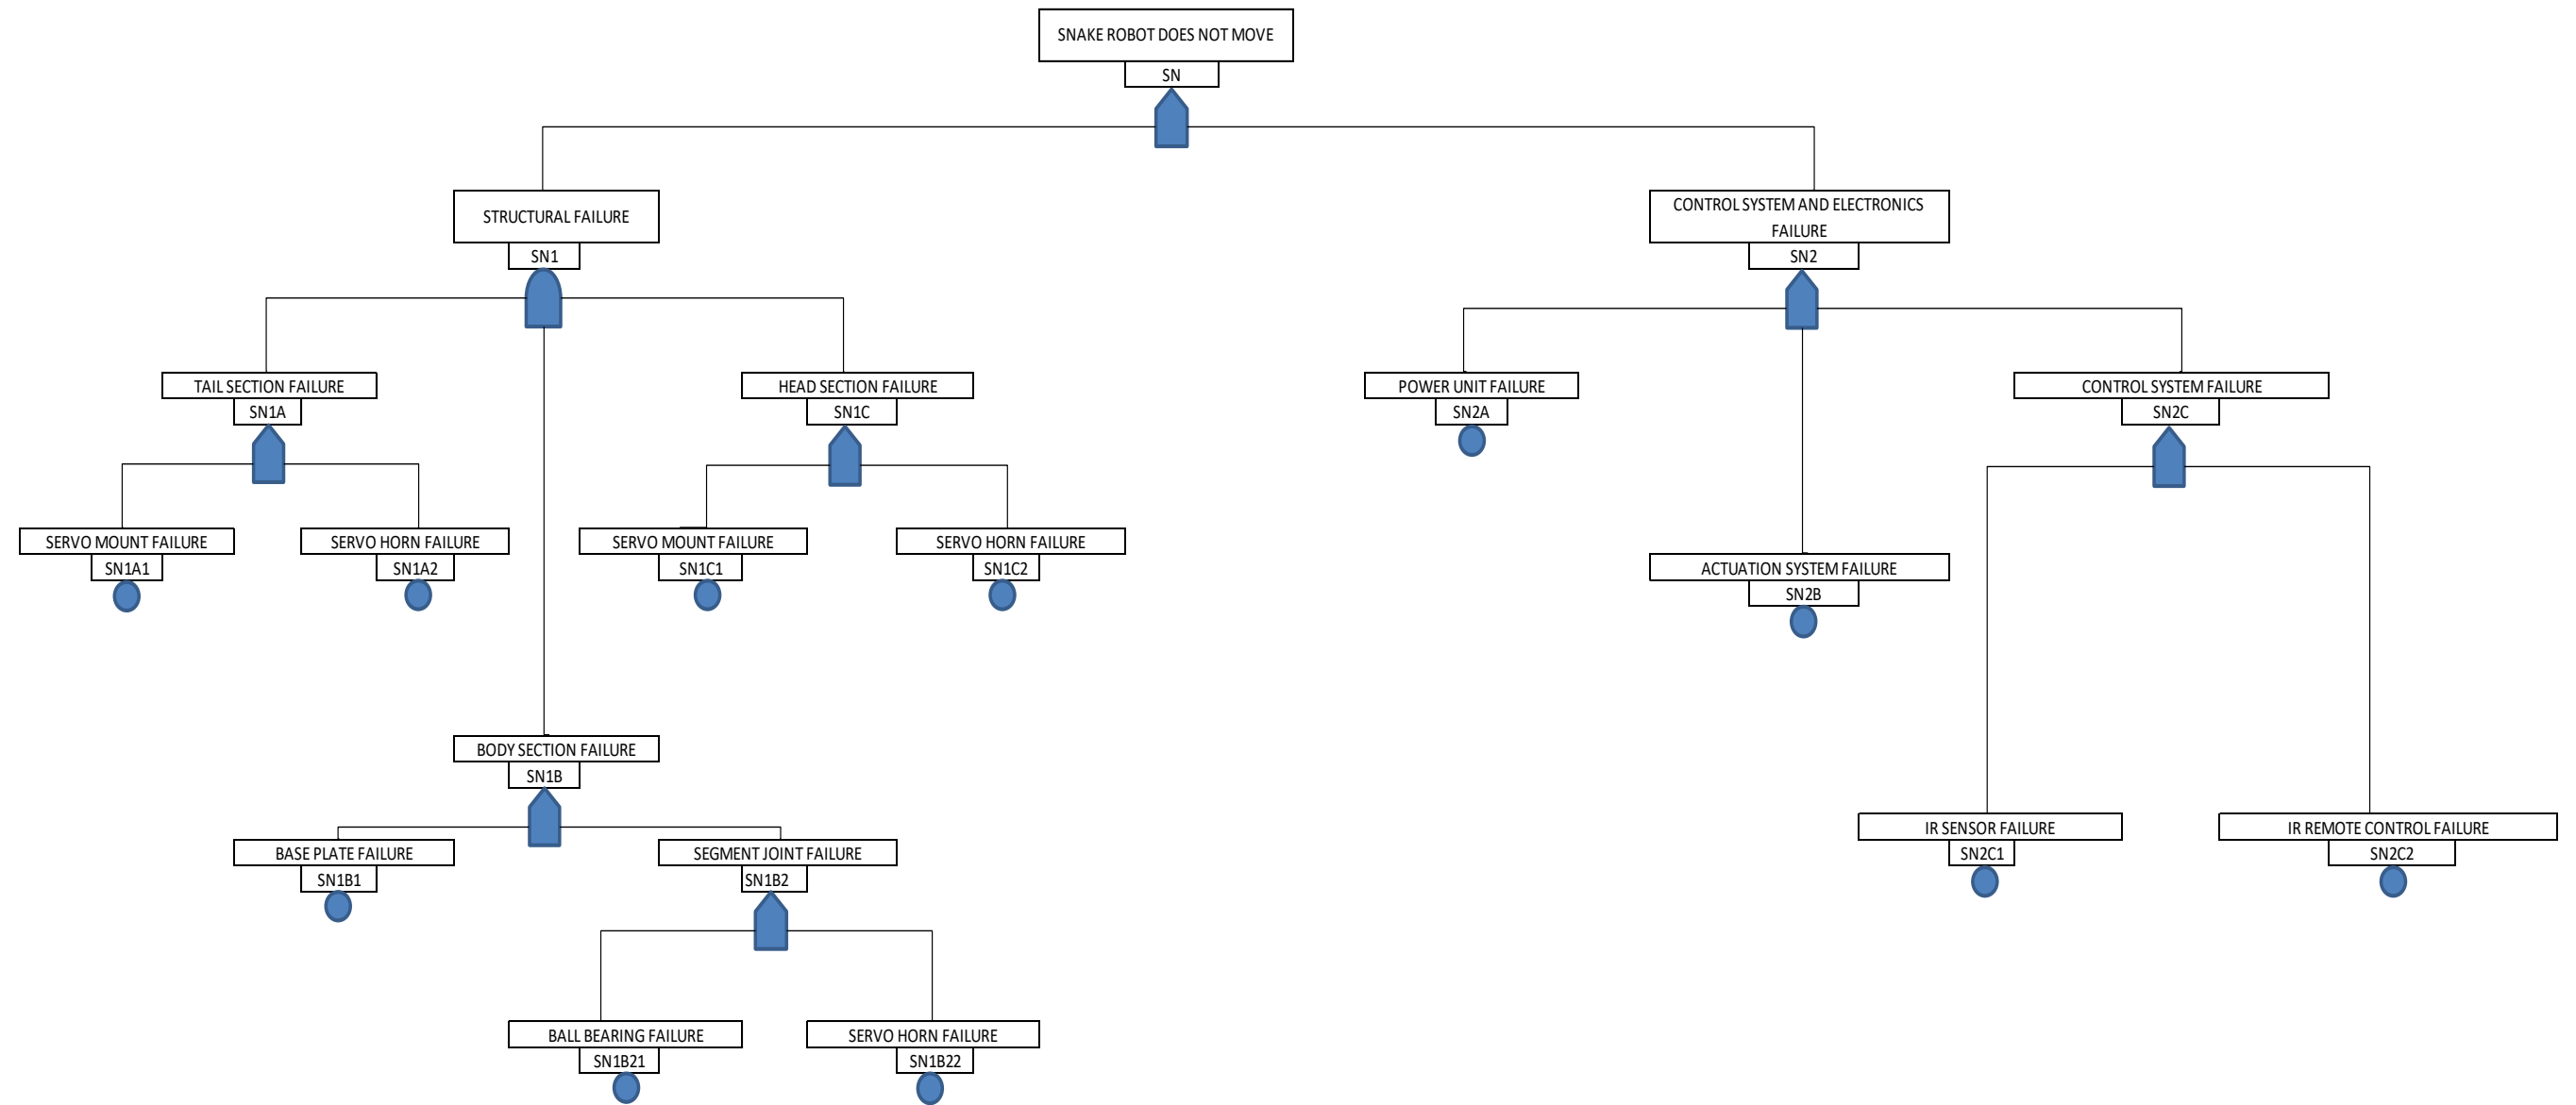 SNAKE ROBOT DOES NOT MOVE
SN
STRUCTURAL FAILURE
SN1
CONTROL SYSTEM AND ELECTRONICS
FAILURE
SN2
TAIL SECTION FAILURE
SN1A
HEAD SECTION FAILURE
SN1C
POWER UNIT FAILURE
SN2A
CONTROL SYSTEM FAILURE
SN2C
SERVO MOUNT FAILURE
SN1A1
SERVO HORN FAILURE
SN1A2
SERVO MOUNT FAILURE
SN1C1
SERVO HORN FAILURE
SN1C2
ACTUATION SYSTEM FAILURE
SN2B
BODY SECTION FAILURE
SN1B
IR SENSOR FAILURE
SN2C1
IR REMOTE CONTROL FAILURE
SN2C2
BASE PLATE FAILURE
SN1B1
SEGMENT JOINT FAILURE
SN1B2
BALL BEARING FAILURE
SN1B21
SERVO HORN FAILURE
SN1B22